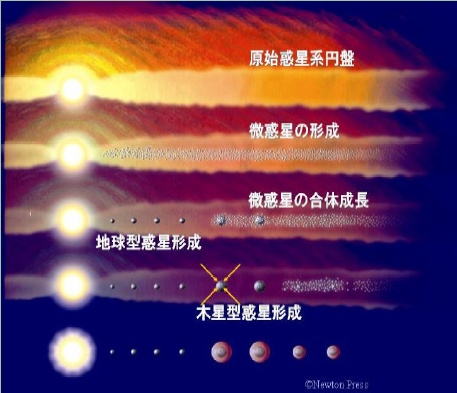 原始惑星系円盤
微惑星の形成
微惑星の合体成長
地球型惑星形成
木星型惑星形成
©Newton Press